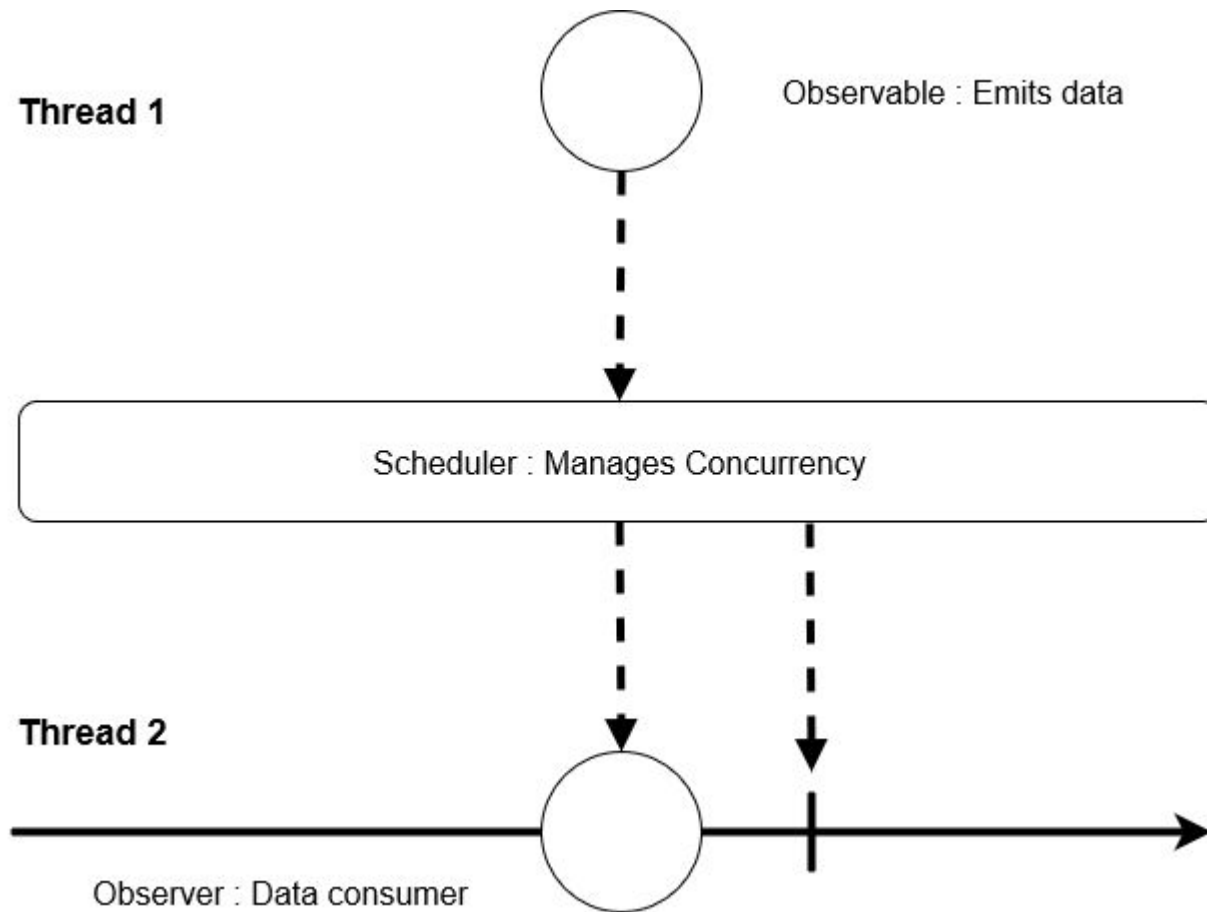 Observable : Emits data
Thread 1
Scheduler : Manages Concurrency
Thread 2
Observer : Data consumer